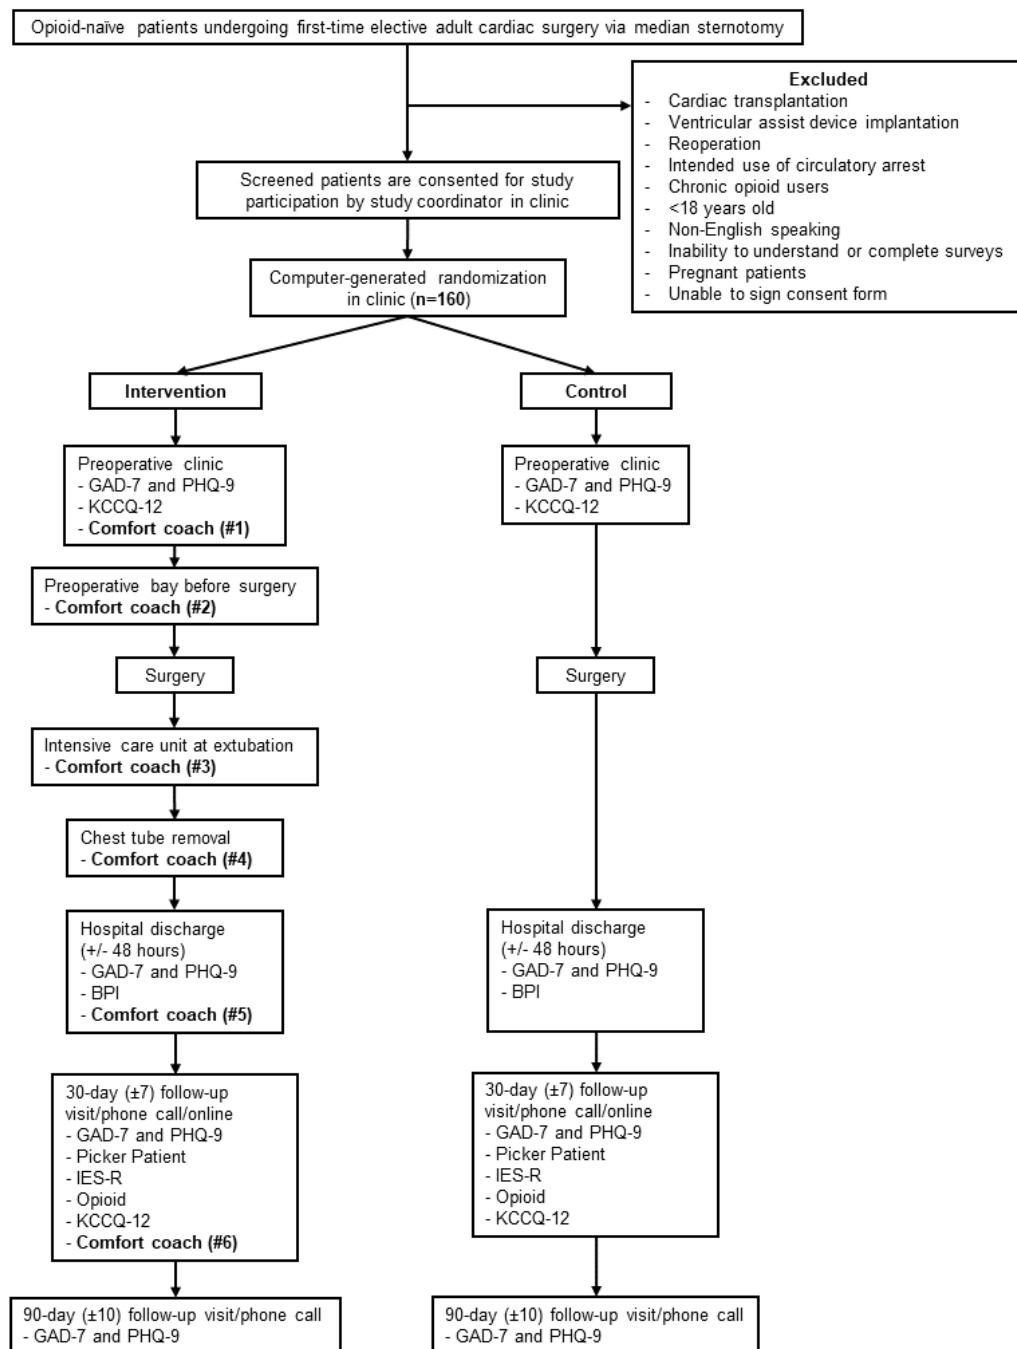 Opioid-naïve patients undergoing first-time elective adult cardiac surgery via median sternotomy
Excluded
- Cardiac transplantation
- Ventricular assist device implantation
- Reoperation
- Intended use of circulatory arrest
- Chronic opioid users
- <18 years old
- Non-English speaking
- Inability to understand or complete surveys
- Pregnant patients
- Unable to sign consent form
Screened patients are consented for study
participation by study coordinator in clinic
Computer-generated randomization
in clinic (n=160)
Intervention
Preoperative clinic
- GAD-7 and PHQ-9
- KCCQ-12
- Comfort coach (#1)
Preoperative bay before surgery
- Comfort coach (#2)
Surgery
Intensive care unit at extubation
- Comfort coach (#3)
Chest tube removal
- Comfort coach (#4)
Hospital discharge
(+/- 48 hours)
- GAD-7 and PHQ-9
- BPI
- Comfort coach (#5)
30-day (±7) follow-up
visit/phone call/online
- GAD-7 and PHQ-9
- Picker Patient
- IES-R
- Opioid
- KCCQ-12
- Comfort coach (#6)
90-day (±10) follow-up visit/phone call
- GAD-7 and PHQ-9
Control
Preoperative clinic
- GAD-7 and PHQ-9
- KCCQ-12
Surgery
Hospital discharge
(+/- 48 hours)
- GAD-7 and PHQ-9
- BPI
30-day (±7) follow-up
visit/phone call/online
- GAD-7 and PHQ-9
- Picker Patient
- IES-R
- Opioid
- KCCQ-12
90-day (±10) follow-up visit/phone call
- GAD-7 and PHQ-9